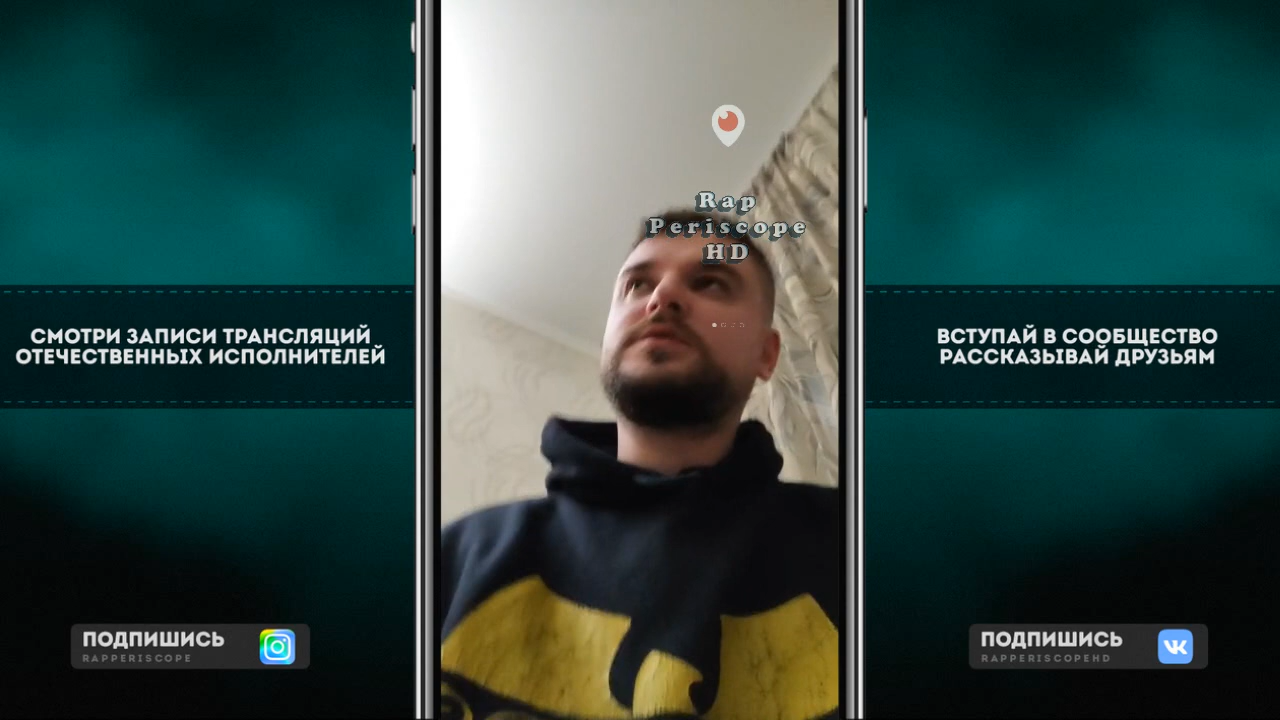 Rap
Periscope
HD
СМОТРИ ЗАПИСИ ТРАНСЛЯЦИЙ
ОТЕЧЕСТВЕННЫХ ИСПОЛНИТЕЛЕЙ
ВСТУПАЙ В СООБЩЕСТВО
РАССКАЗЫВАЙ ДРУЗЬЯМ
ПОДПИШИСЬ
RAPPERISCOPE
ПОДПИШИСЬ
RAPPERISCOPEHD